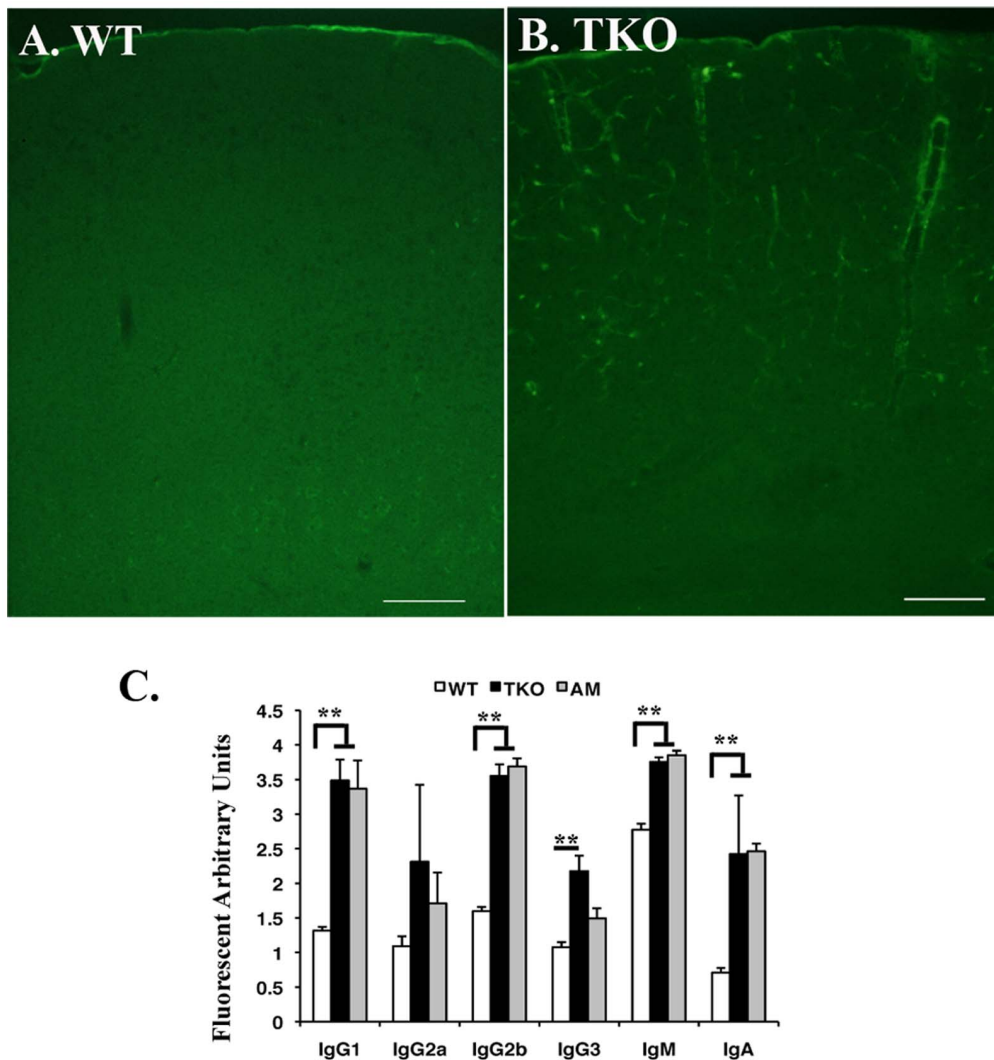 A. WT
B. TKO
C.
WT TKO AM
Fluorescent Arbitrary Units
4.5
4
3.5
3
2.5
2
1.5
1
0.5
0
** ** ** ** **
IgG1 IgG2a IgG2b IgG3 IgM IgA